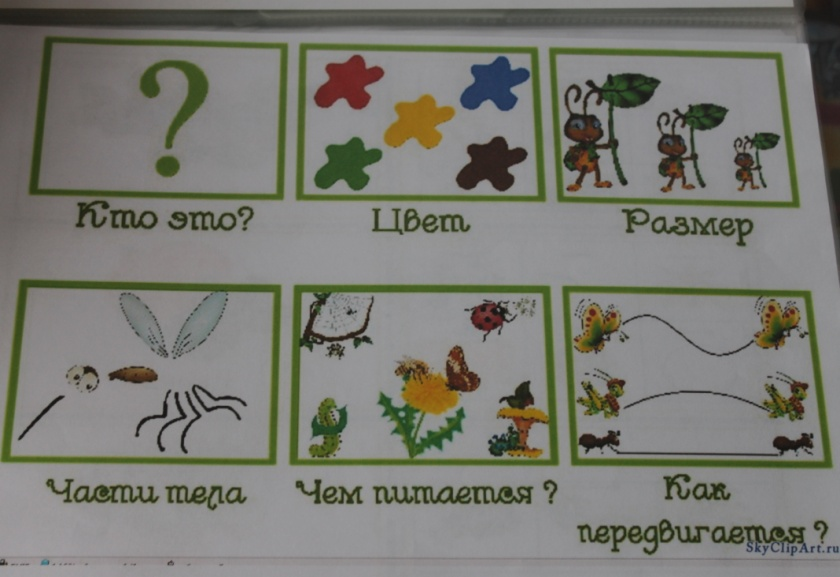 ?
Кто это?
Цвет
Размер
Части тела
Чем питается ?
Как
передвигается ?
SkyClipArt.ru